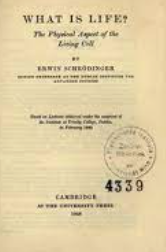 WHAT IS LIFE?
The Physical Aspect of the
Living Cell
BY
ERWIN SCHRÖDINGER
SENIOR PROFESSOR AT THE DUBLIN INSTITUTE FOR
ADVANCED STUDIES
Based on Lectures delivered under the auspices of
the Institute at Trinity College, Dublin,
in February 1943
4339
CAMBRIDGE
AT THE UNIVERSITY PRESS